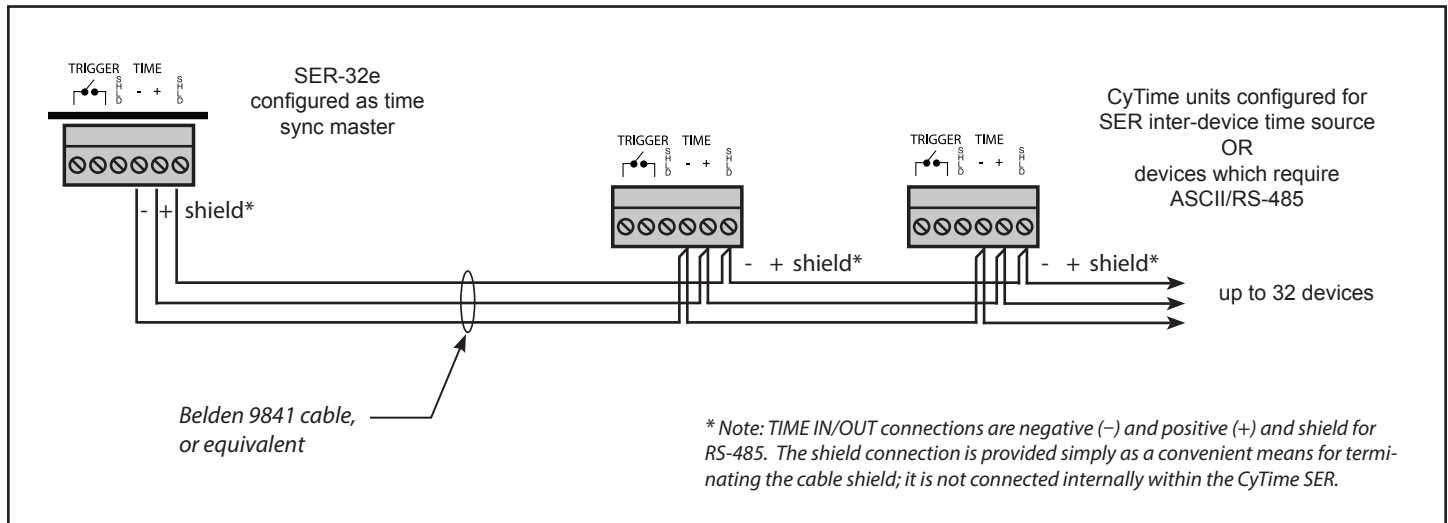 TRIGGER TIME
SHLD - + SHLD
SER-32e
configured as time
sync master
- + shield*
TRIGGER TIME
SHLD - + SHLD
- + shield*
TRIGGER TIME
SHLD - + SHLD
- + shield*
CyTime units configured for
SER inter-device time source
OR
devices which require
ASCII/RS-485
up to 32 devices
Belden 9841 cable,
or equivalent
* Note: TIME IN/OUT connections are negative (−) and positive (+) and shield for
RS-485. The shield connection is provided simply as a convenient means for termi-
nating the cable shield; it is not connected internally within the CyTime SER.